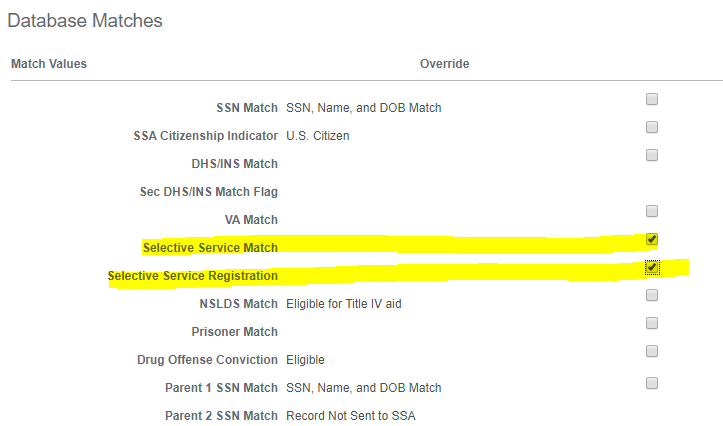 Database Matches
Match Values Override
SSN Match SSN, Name, and DOB Match
SSA Citizenship Indicator U.S. Citizen
DHS/INS Match
Sec DHS/INS Match Flag
VA Match
Selective Service Match
Selective Service Registration
NSLDS Match Eligible for Title IV aid
Prisoner Match
Drug Offense Conviction Eligible
Parent 1 SSN Match SSN, Name, and DOB Match
Parent 2 SSN Match Record Not Sent to SSA